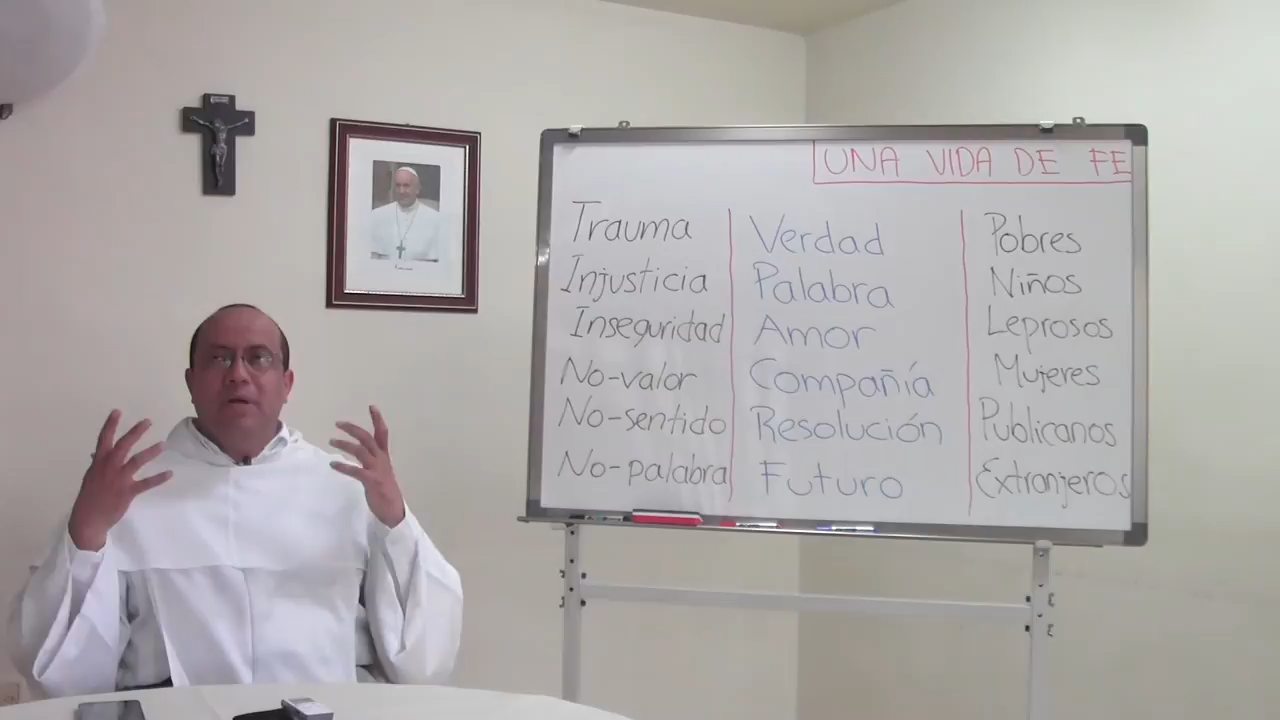 UNA VIDA DE FE
Trauma Verdad Pobres
Injusticia Palabra Niños
Inseguridad Amor Leprosos
No-valor Compañía Mujeres
No-sentido Resolución Publicanos
No-palabra Futuro Extranjeros